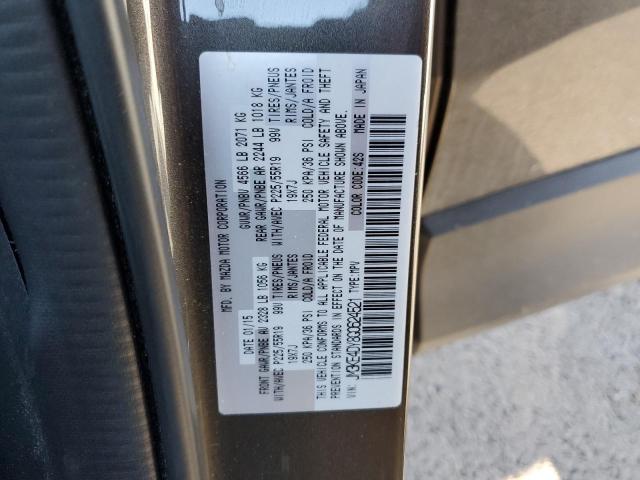 MFD. BY MAZDA MOTOR CORPORATION
DATE 01/15 GWWR/PNBV 4566 LB 2071 KG
FRONT GAWR/PNBE AV 2328 LB 1056 KG REAR GAWR/PNBE AR 2244 LB 1018 KG
WITH/AVEC P225/55R19 99V TIRES/PNEUS WITH/AVEC P225/55R19 99V TIRES/PNEUS
19X7J RIMS/JANTES 19X7J RIMS/JANTES
250 KPA/36 PSI COLD/A FROID 250 KPA/36 PSI COLD/A FROID
THIS VEHICLE CONFORMS TO ALL APPLICABLE FEDERAL MOTOR VEHICLE SAFETY AND THEFT
PREVENTION STANDARDS IN EFFECT ON THE DATE OF MANUFACTURE SHOWN ABOVE.
VIN: JM3KE4DY8G0624521 TYPE:MPV COLOR CODE:42S MADE IN JAPAN